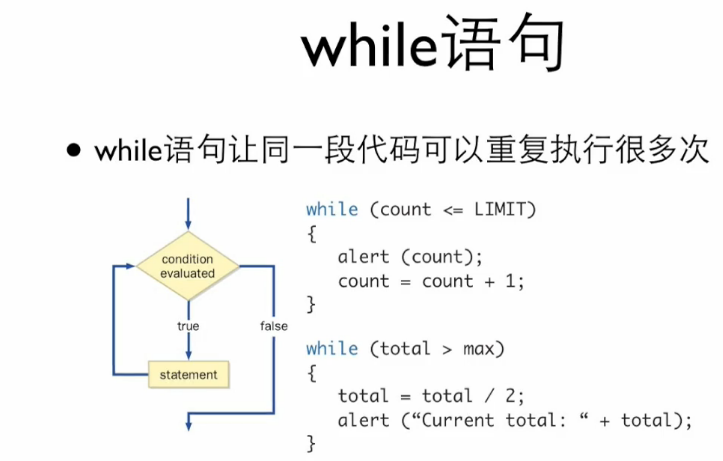 while语句
• while语句让同一段代码可以重复执行很多次
condition
evaluated
true
false
statement
while (count <= LIMIT)
{
alert (count);
count = count + 1;
}
while (total > max)
{
total = total / 2;
alert (“Current total: “ + total);
}